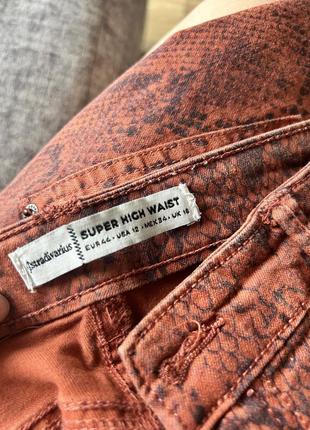 stradivarius
SUPER HIGH WAIST
EUR 44 - USA 12 - MEX 34 - UK 16